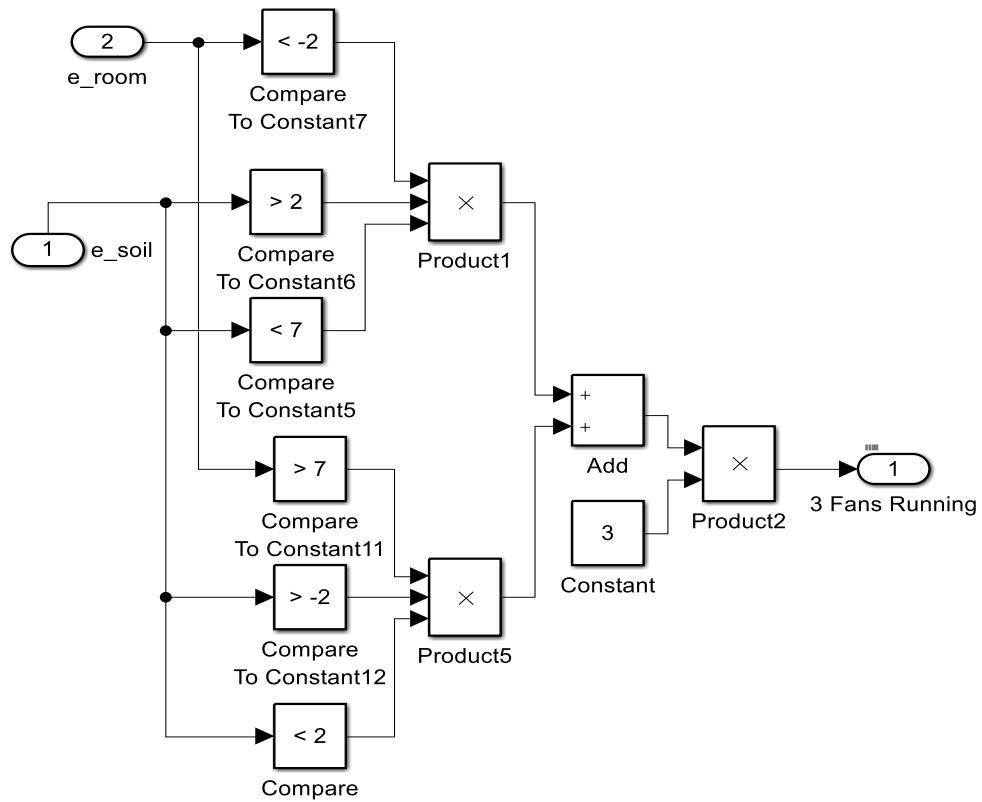 2
e_room
< -2
Compare
To Constant7
1
e_soil
> 2
Compare
To Constant6
< 7
Compare
To Constant5
×
Product1
> 7
Compare
To Constant11
> -2
Compare
To Constant12
< 2
Compare
×
Product5
+
+
Add
3
Constant
×
Product2
1
3 Fans Running